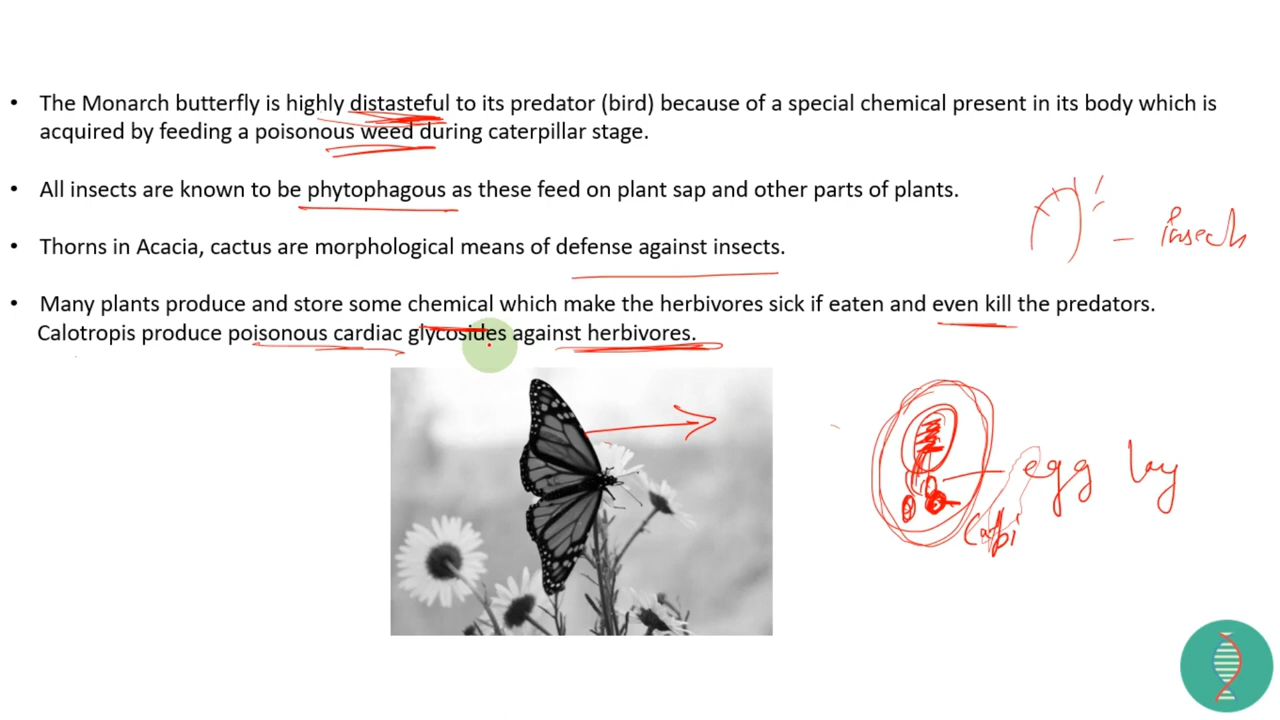 • The Monarch butterfly is highly distasteful to its predator (bird) because of a special chemical present in its body which is
acquired by feeding a poisonous weed during caterpillar stage.
• All insects are known to be phytophagous as these feed on plant sap and other parts of plants.
• Thorns in Acacia, cactus are morphological means of defense against insects.
– insects
• Many plants produce and store some chemical which make the herbivores sick if eaten and even kill the predators.
Calotropis produce poisonous cardiac glycosides against herbivores.
egg lay